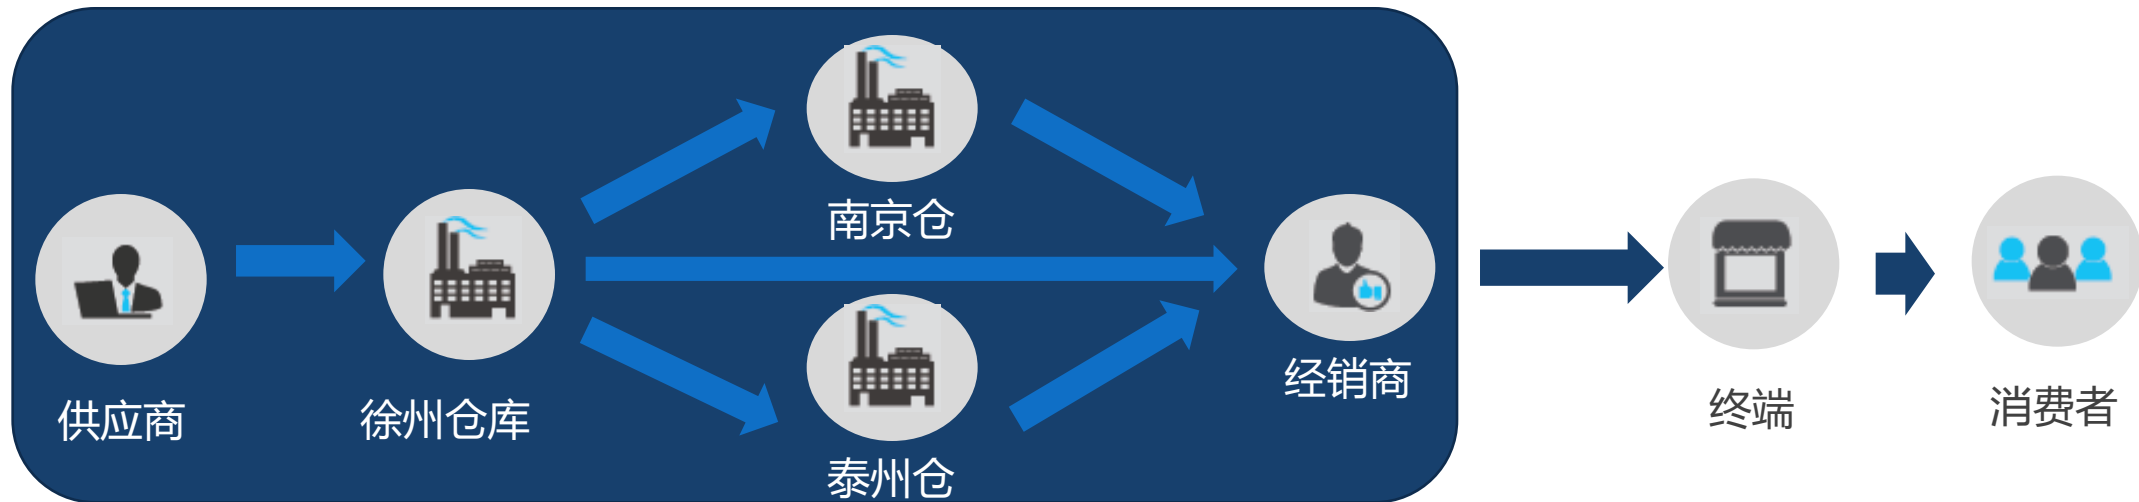 供应商
徐州仓库
南京仓
泰州仓
经销商
终端
消费者